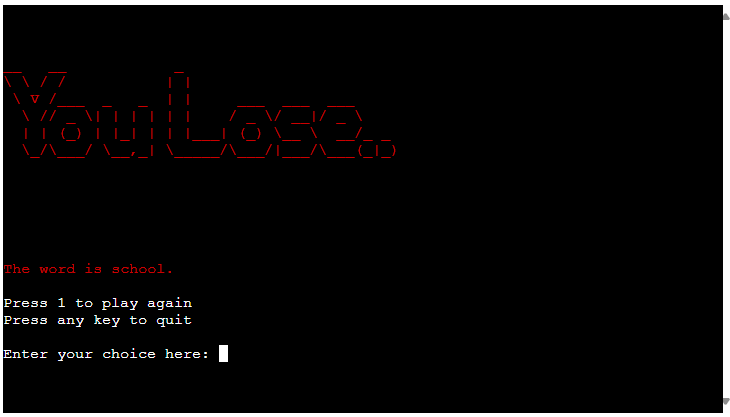 You Lose..
The word is school.
Press 1 to play again
Press any key to quit
Enter your choice here: